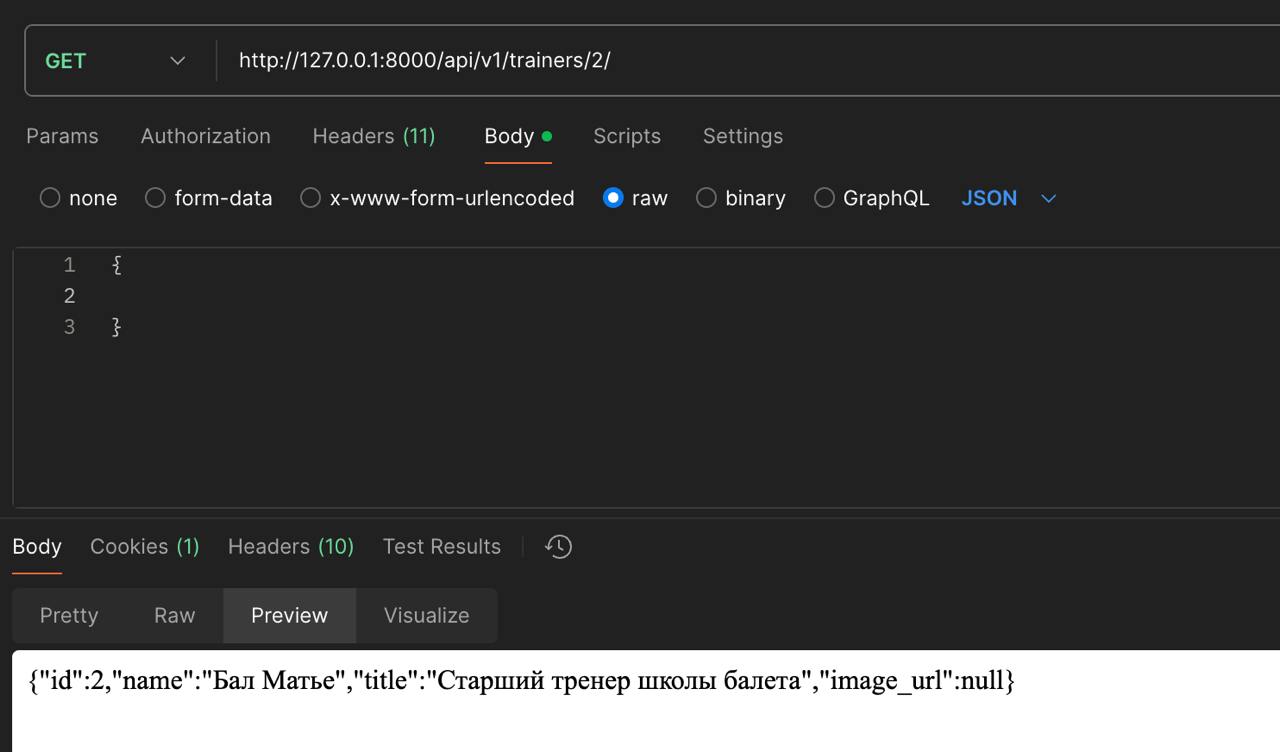 GET http://127.0.0.1:8000/api/v1/trainers/2/
Params Authorization Headers (11) Body Scripts Settings
none form-data x-www-form-urlencoded raw binary GraphQL JSON
1 {
2
3 }
Body Cookies (1) Headers (10) Test Results
Pretty Raw Preview Visualize
{"id":2,"name":"Бал Матье","title":"Старший тренер школы балета","image_url":null}